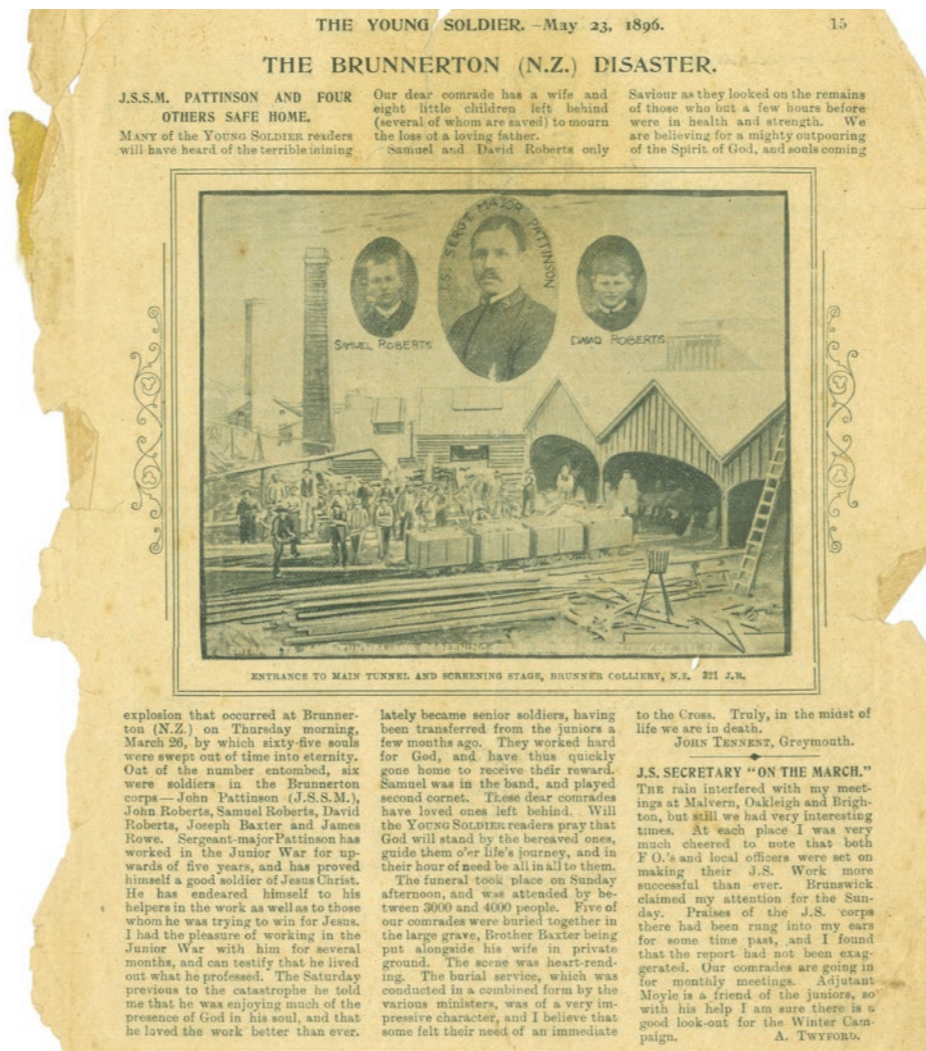 THE YOUNG SOLDIER.—May 23, 1896.
15
THE BRUNNERTON (N.Z.) DISASTER.
J.S.S.M. PATTINSON AND FOUR
OTHERS SAFE HOME.
MANY of the YOUNG SOLDIER readers
will have heard of the terrible mining
Our dear comrade has a wife and
eight little children left behind
(several of whom are saved) to mourn
the loss of a loving father.
Samuel and David Roberts only
Saviour as they looked on the remains
of those who but a few hours before
were in health and strength. We
are believing for a mighty outpouring
of the Spirit of God, and souls coming
J.S. SERGT MAJOR PATTINSON
SAMUEL ROBERTS
DAVID ROBERTS
ENTRANCE TO MAIN TUNNEL AND SCREENING
ENTRANCE TO MAIN TUNNEL AND SCREENING STAGE, BRUNNER COLLIERY, N.Z. 321 J.R.
explosion that occurred at Brunner-
ton (N.Z.) on Thursday morning,
March 26, by which sixty-five souls
were swept out of time into eternity.
Out of the number entombed, six
were soldiers in the Brunnerton
corps—John Pattinson (J.S.S.M.),
John Roberts, Samuel Roberts, David
Roberts, Joseph Baxter and James
Rowe. Sergeant-major Pattinson has
worked in the Junior War for up-
wards of five years, and has proved
himself a good soldier of Jesus Christ.
He has endeared himself to his
helpers in the work as well as to those
whom he was trying to win for Jesus.
I had the pleasure of working in the
Junior War with him for several
months, and can testify that he lived
out what he professed. The Saturday
previous to the catastrophe he told
me that he was enjoying much of the
presence of God in his soul, and that
he loved the work better than ever.
lately became senior soldiers, having
been transferred from the juniors a
few months ago. They worked hard
for God, and have thus quickly
gone home to receive their reward.
Samuel was in the band, and played
second cornet. These dear comrades
have loved ones left behind. Will
the YOUNG SOLDIER readers pray that
God will stand by the bereaved ones,
guide them o'er life's journey, and in
their hour of need be all in all to them.
The funeral took place on Sunday
afternoon, and was attended by be-
tween 3000 and 4000 people. Five of
our comrades were buried together in
the large grave, Brother Baxter being
put alongside his wife in private
ground. The scene was heart-rend-
ing. The burial service, which was
conducted in a combined form by the
various ministers, was of a very im-
pressive character, and I believe that
some felt their need of an immediate
to the Cross. Truly, in the midst of
life we are in death.
JOHN TENNENT, Greymouth.
J.S. SECRETARY "ON THE MARCH."
THE rain interfered with my meet-
ings at Malvern, Oakleigh and Brigh-
ton, but still we had very interesting
times. At each place I was very
much cheered to note that both
F O.'s and local officers were set on
making their J.S. Work more
successful than ever. Brunswick
claimed my attention for the Sun-
day. Praises of the J.S. corps
there had been rung into my ears
for some time past, and I found
that the report had not been exag-
gerated. Our comrades are going in
for monthly meetings. Adjutant
Moyle is a friend of the juniors, so
with his help I am sure there is a
good look-out for the Winter Cam-
paign. A. TWYFORD.